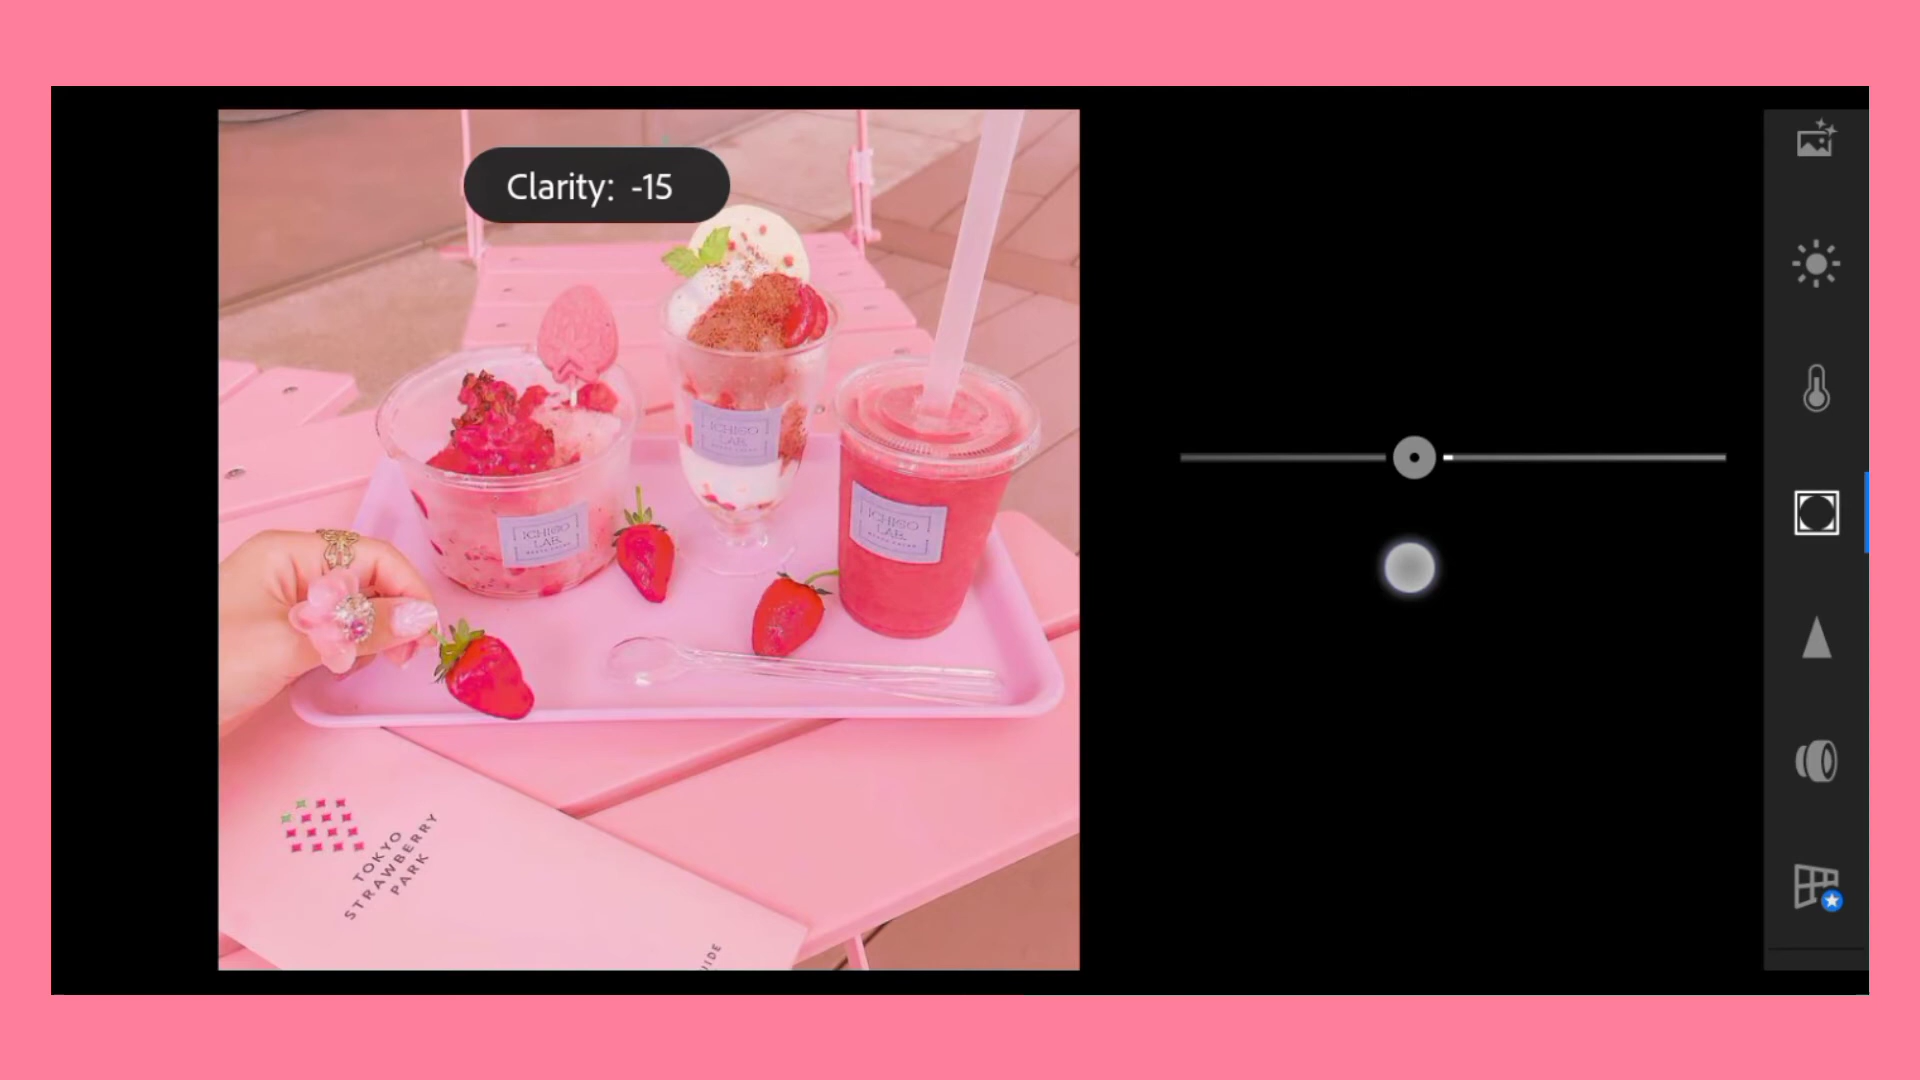 Clarity: -15
ICHIGO
LAB.
ICHIGO
LAB.
ICHIGO
LAB.
TOKYO
STRAWBERRY
PARK